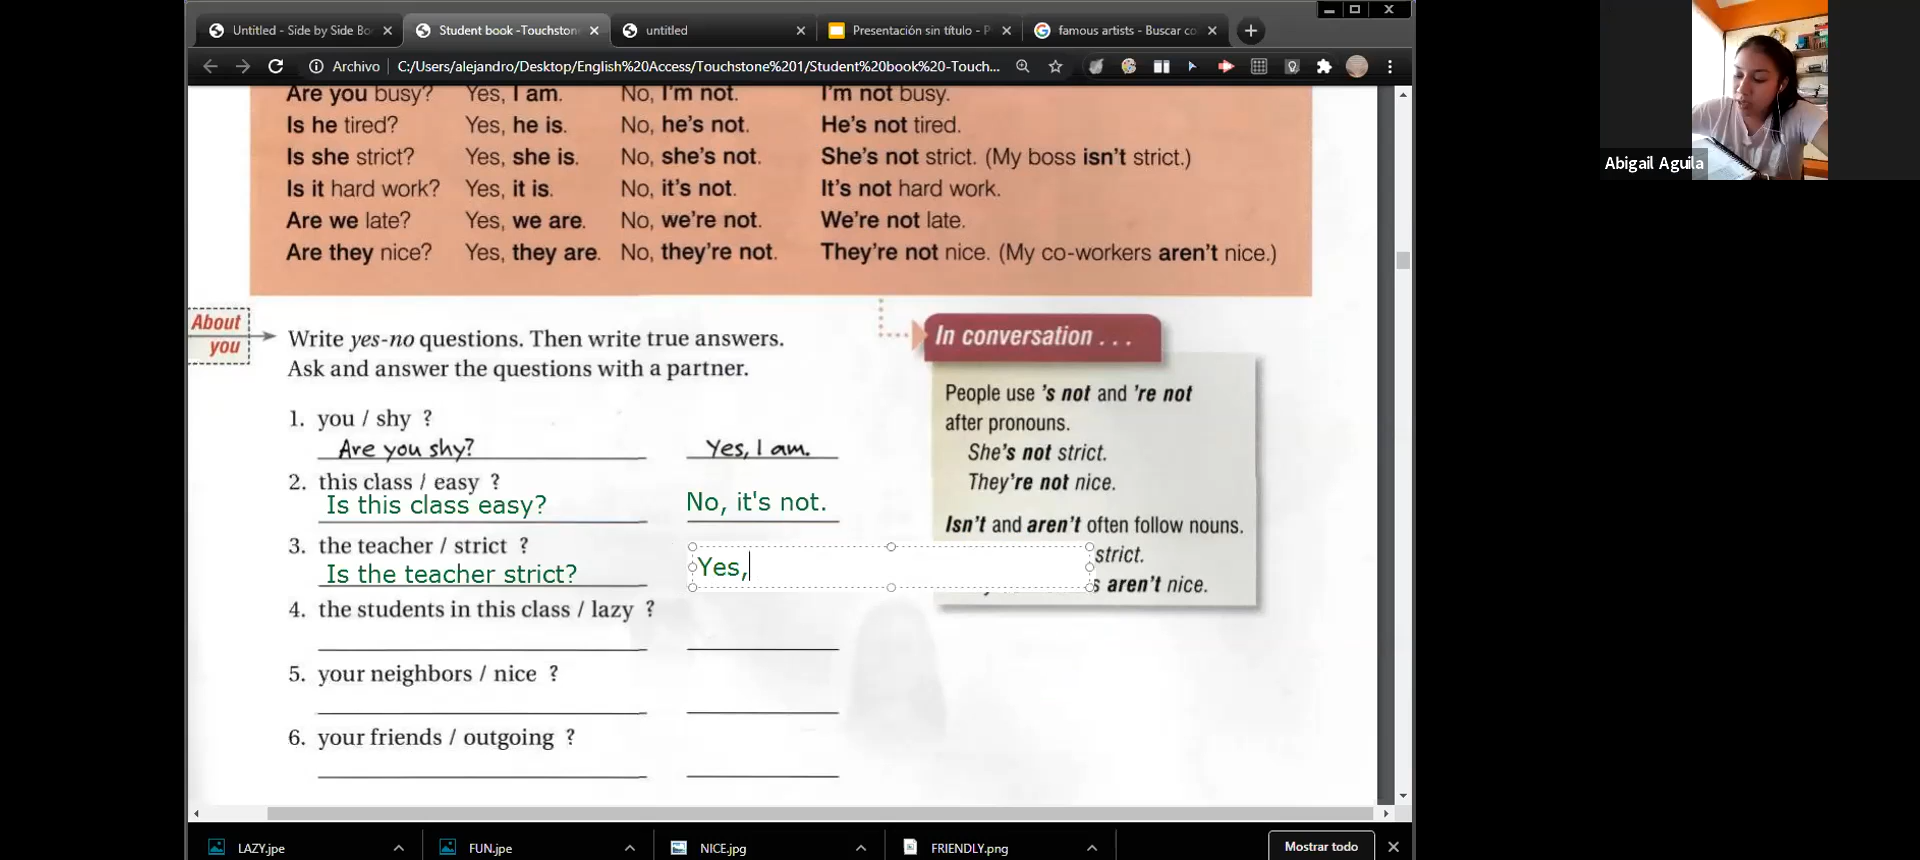 Untitled - Side by Side Bo
Student book -Touchstone
untitled
Presentación sin título - P
famous artists - Buscar co
Archivo
C:/Users/alejandro/Desktop/English%20Access/Touchstone%201/Student%20book%20-Touch...
Are you busy? Yes, I am. No, I'm not. I'm not busy.
Is he tired? Yes, he is. No, he's not. He's not tired.
Is she strict? Yes, she is. No, she's not. She's not strict. (My boss isn't strict.)
Is it hard work? Yes, it is. No, it's not. It's not hard work.
Are we late? Yes, we are. No, we're not. We're not late.
Are they nice? Yes, they are. No, they're not. They're not nice. (My co-workers aren't nice.)
About
you
Write yes-no questions. Then write true answers.
Ask and answer the questions with a partner.
1. you / shy ?
Are you shy? Yes, I am.
2. this class / easy ?
Is this class easy? No, it's not.
3. the teacher / strict ?
Is the teacher strict? Yes,
4. the students in this class / lazy ?
5. your neighbors / nice ?
6. your friends / outgoing ?
In conversation . . .
People use 's not and 're not
after pronouns.
She's not strict.
They're not nice.
Isn't and aren't often follow nouns.
strict.
s aren't nice.
LAZY.jpe
FUN.jpe
NICE.jpg
FRIENDLY.png
Mostrar todo
Abigail Aguila